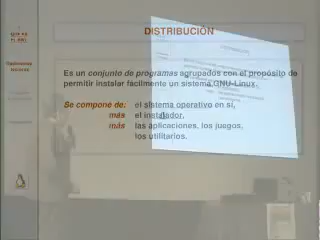 DISTRIBUCIÓN
Es un conjunto de programas agrupados con el propósito de
permitir instalar fácilmente un sistema GNU-Linux.
Se compone de: el sistema operativo en sí,
más el instalador,
más las aplicaciones, los juegos,
los utilitarios.